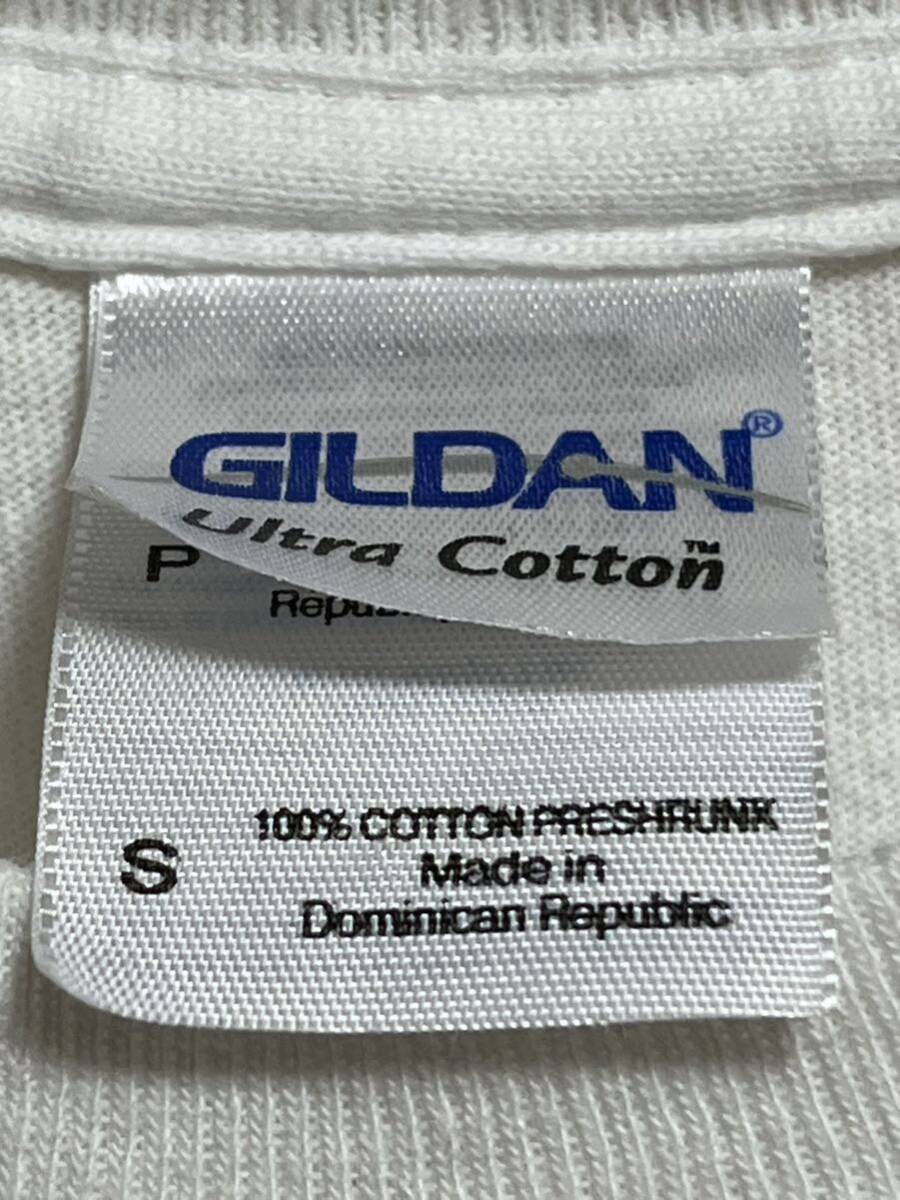 GILDAN®
Ultra Cotton™
P
S
100% COTTON PRESHRUNK
Made in
Dominican Republic